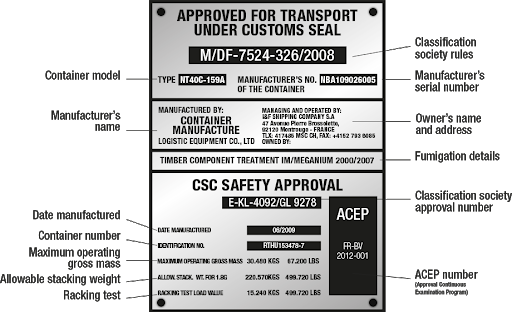 APPROVED FOR TRANSPORT
UNDER CUSTOMS SEAL
M/DF-7524-326/2008
Classification
society rules
Container model
TYPE NT40C-159A MANUFACTURER'S NO. NBA109026005
OF THE CONTAINER
Manufacturer's
serial number
Manufacturer's
name
MANUFACTURED BY:
CONTAINER
MANUFACTURE
LOGISTIC EQUIPMENT CO., LTD
MANAGING AND OPERATED BY:
I&F SHIPPING COMPANY S.A
47 Avenue Pierre Brossolette,
92120 Montrouge - FRANCE
TLX: 417486 MSC CH, FAX: +4152 793 6085
OWNED BY:
Owner's name
and address
TIMBER COMPONENT TREATMENT IM/MEGANIUM 2000/2007
Fumigation details
CSC SAFETY APPROVAL
E-KL-4092/GL 9278
Classification society
approval number
Date manufactured
DATE MANUFACTURED 06/2009
Container number
IDENTIFICATION NO. RTHU153478-7
Maximum operating
gross mass
MAXIMUM OPERATING GROSS MASS 30.480 KGS 67.200 LBS
Allowable stacking weight
ALLOW. STACK. WT. FOR 1.8G 229.570KGS 499.720 LBS
Racking test
RACKING TEST LOAD VALUE 15.240 KGS 499.720 LBS
ACEP
FR-BV
2012-001
ACEP number
(Approval Continuous
Examination Program)